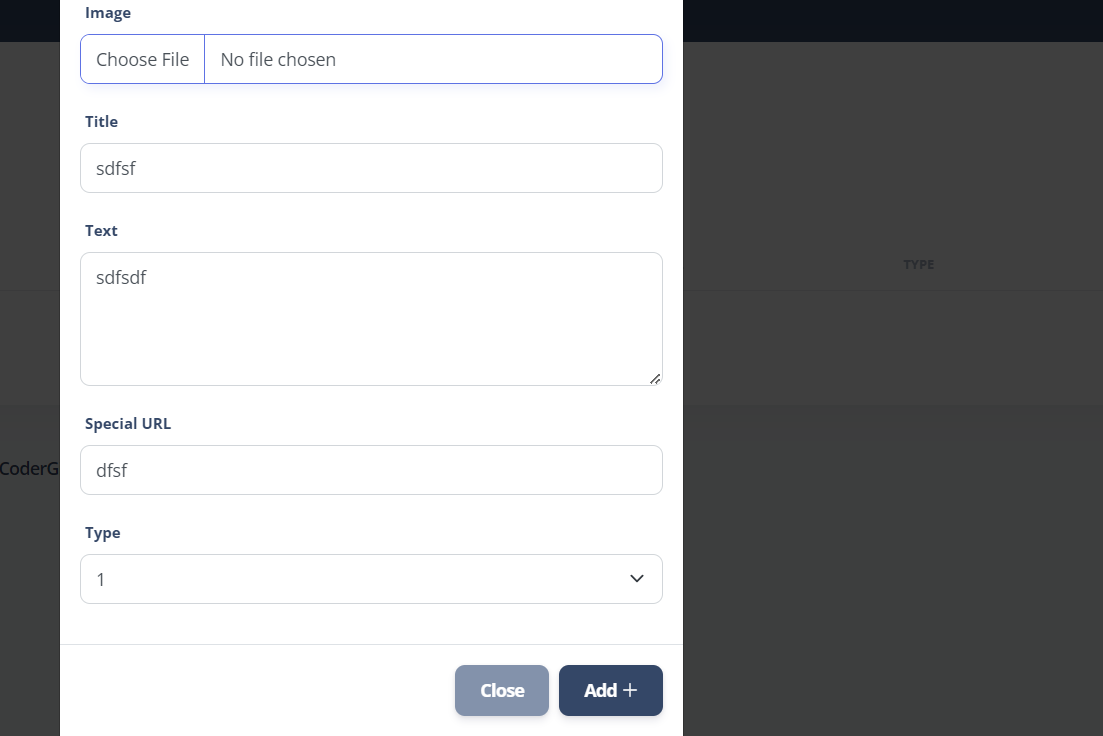 Image
Choose File No file chosen
Title
sdfsf
Text
sdfsdf
TYPE
Special URL
dfsf
CoderG
Type
1
Close Add +